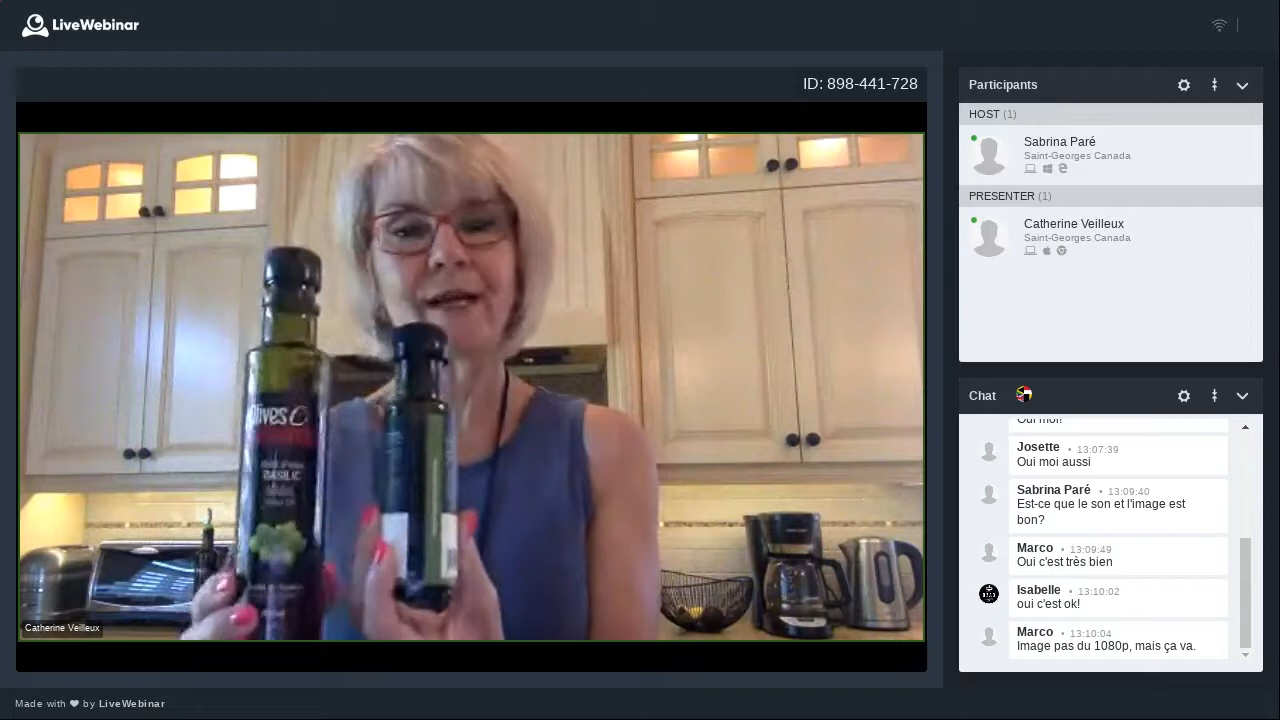 LiveWebinar
ID: 898-441-728
BASILIC
Catherine Veilleux
Participants
HOST (1)
Sabrina Paré
Saint-Georges Canada
PRESENTER (1)
Catherine Veilleux
Saint-Georges Canada
Chat
Oui moi!
Josette • 13:07:39
Oui moi aussi
Sabrina Paré • 13:09:40
Est-ce que le son et l'image est
bon?
Marco • 13:09:49
Oui c'est très bien
Isabelle • 13:10:02
oui c'est ok!
Marco • 13:10:04
Image pas du 1080p, mais ça va.
Made with ❤ by LiveWebinar